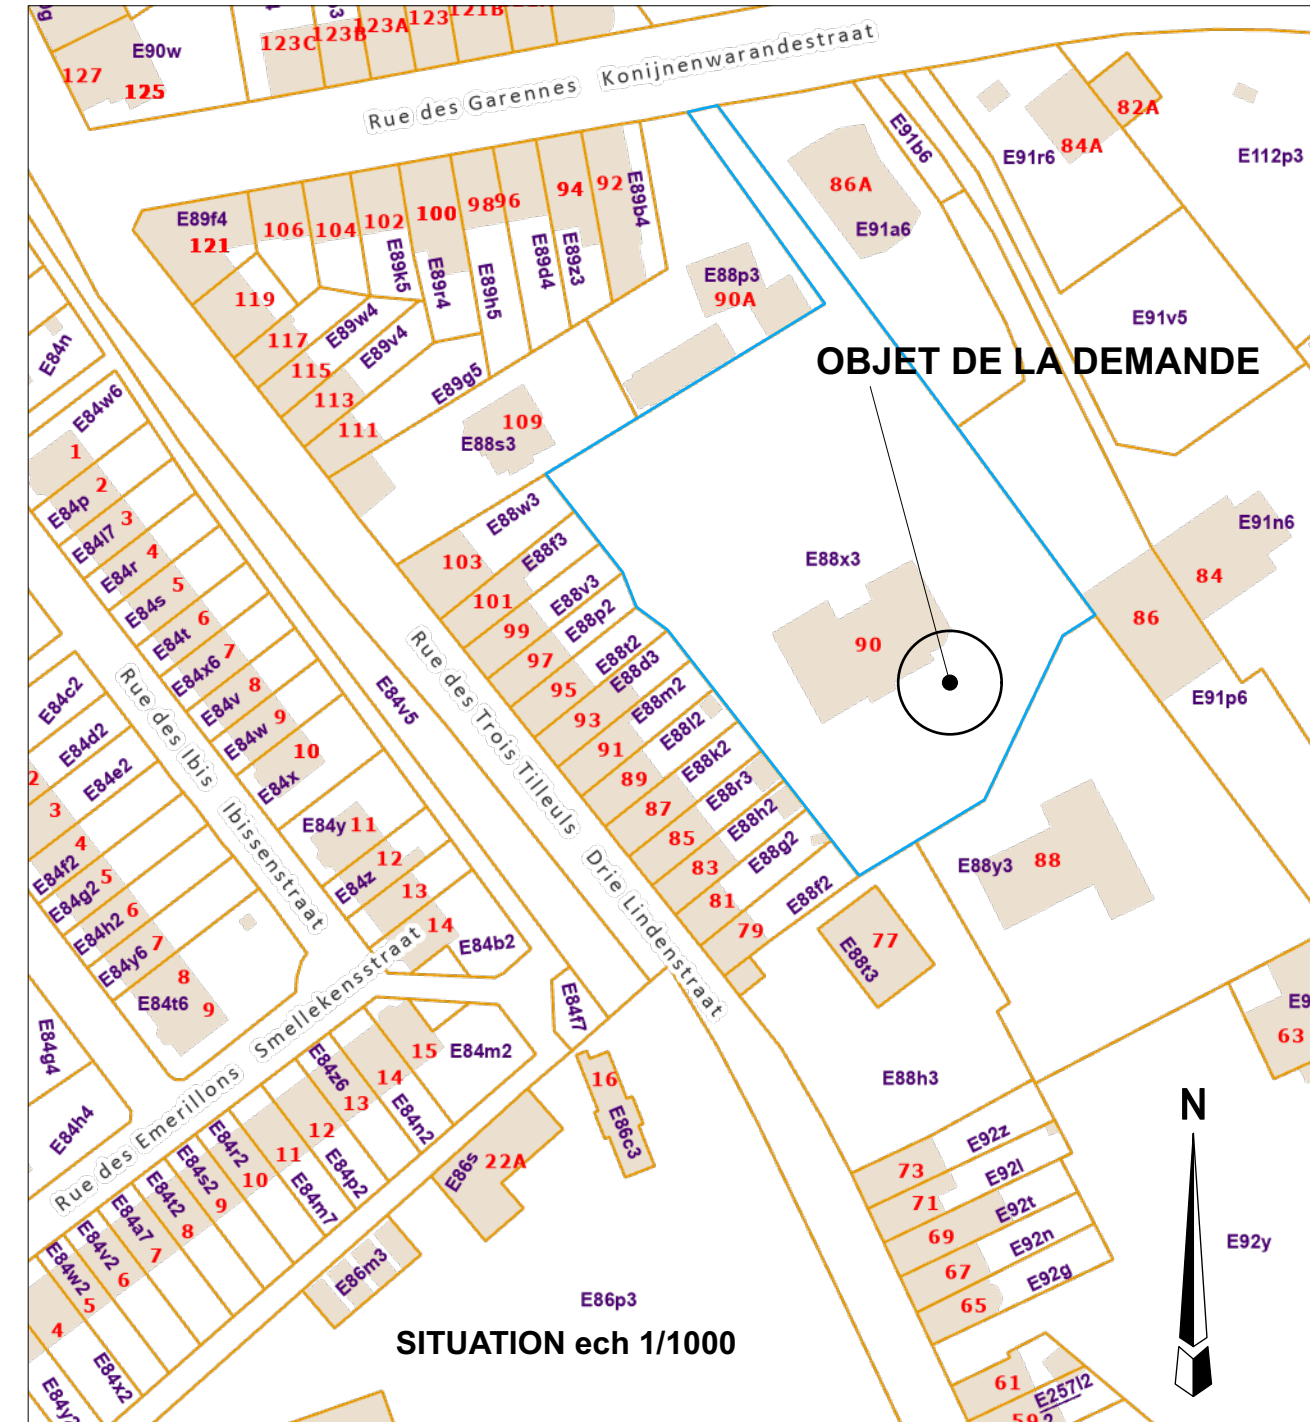 E90w
127
125
123C
123B
123A
123
121B
Rue des Garennes Konijnenwarandestraat
82A
84A
E91r6
E112p3
E91b6
86A
E91a6
E91v5
E89f4
121
106
104
102
100
98
96
94
92
E89b4
E89k5
E89r4
E89h5
E89d4
E89z3
119
117
115
113
111
E89w4
E89v4
E89g5
E88p3
90A
OBJET DE LA DEMANDE
109
E88s3
E84n
E84w6
1
2
3
4
5
6
7
8
9
10
E84p
E84l7
E84r
E84s
E84t
E84x6
E84v
E84w
E84x
E84y
11
12
E84z
13
14
E84b2
E84v5
Rue des Ibis Ibissenstraat
Rue des Trois Tilleuls Drie Lindenstraat
103
101
99
97
95
93
91
89
87
85
83
81
79
E88w3
E88f3
E88v3
E88p2
E88t2
E88d3
E88m2
E88l2
E88k2
E88r3
E88h2
E88g2
E88f2
E88x3
90
E91n6
84
86
E91p6
E88y3
88
77
E88t3
E84c2
E84d2
E84e2
2
3
4
5
6
7
8
9
E84f2
E84g2
E84h2
E84y6
E84t6
E84g4
E84h4
Rue des Emerillons Smellekensstraat
E84f7
15
E84m2
14
13
12
11
10
9
8
7
6
5
4
E84z6
E84n2
E84p2
E84m7
E84r2
E84s2
E84t2
E84a7
E84v2
E84w2
E84x2
16
E86c3
22A
E86s
E86m3
E86p3
E88h3
63
73
71
69
67
65
61
E92z
E92l
E92t
E92n
E92g
E92y
E257l2
N
SITUATION ech 1/1000